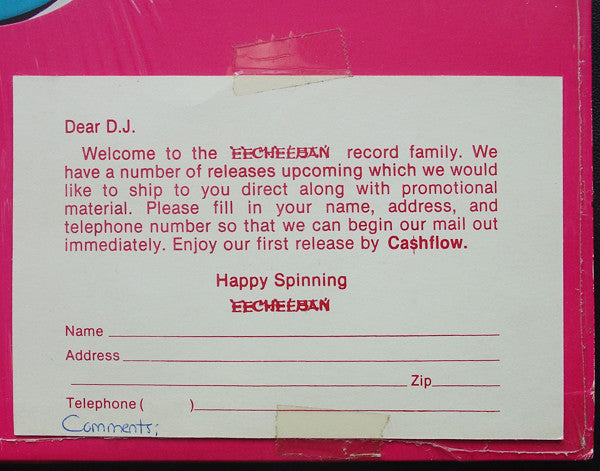 Dear D.J.
Welcome to the record family. We
have a number of releases upcoming which we would
like to ship to you direct along with promotional
material. Please fill in your name, address, and
telephone number so that we can begin our mail out
immediately. Enjoy our first release by Ca$hflow.
Happy Spinning
Name
Address
Zip
Telephone ( )
Comments;